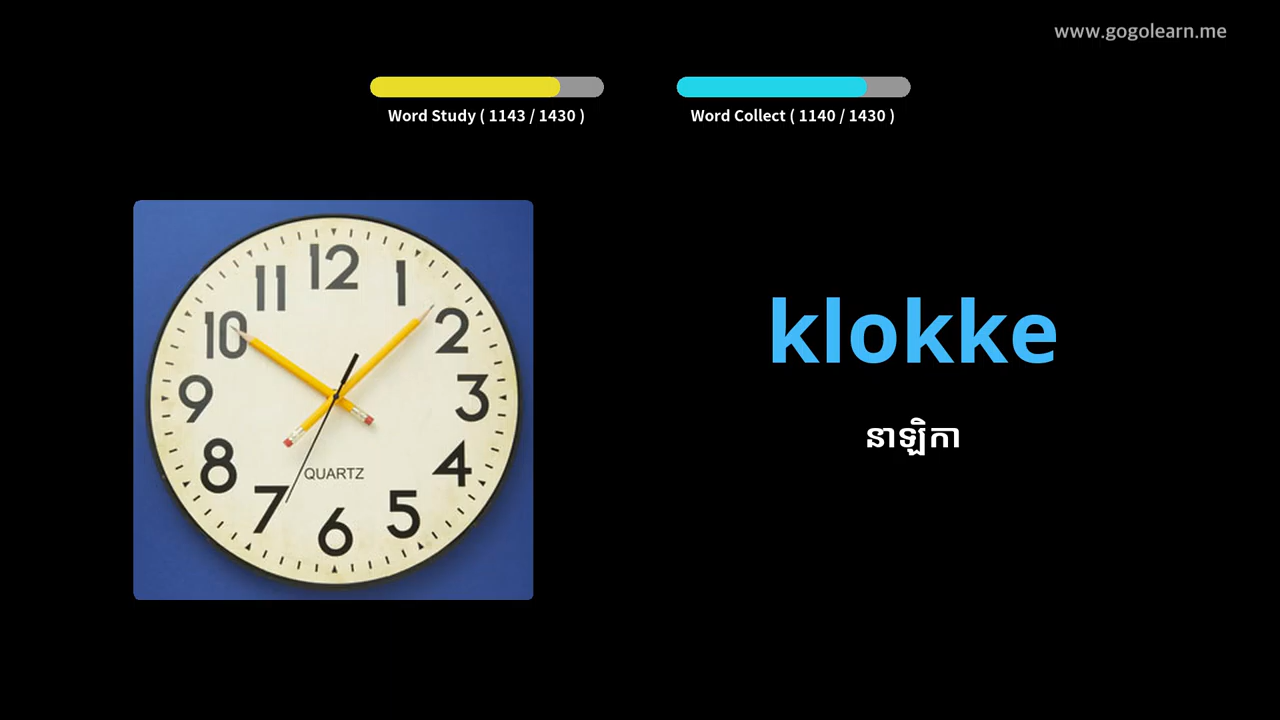 www.gogolearn.me
Word Study ( 1143 / 1430 )
Word Collect ( 1140 / 1430 )
12
11
1
10
2
9
3
8
4
QUARTZ
7
5
6
klokke
នាឡិកា